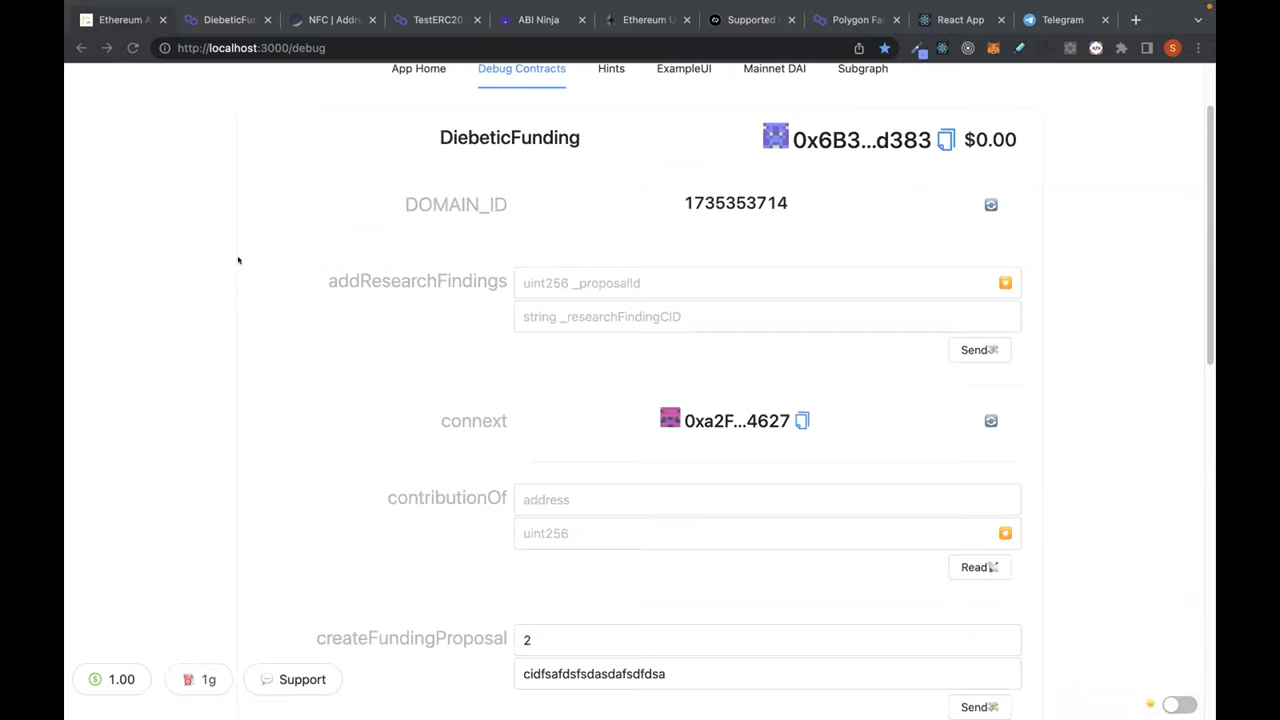 Ethereum A
DiebeticFun
NFC | Addre
TestERC20
ABI Ninja
Ethereum U
Supported
Polygon Fa
React App
Telegram
http://localhost:3000/debug
S
App Home
Debug Contracts
Hints
ExampleUI
Mainnet DAI
Subgraph
DiebeticFunding
0x6B3...d383
$0.00
DOMAIN_ID
1735353714
addResearchFindings
uint256 _proposalId
string _researchFindingCID
Send
connext
0xa2F...4627
contributionOf
address
uint256
Read
createFundingProposal
2
cidfsafdsfsdasdafsdfdsa
Send
1.00
1g
Support